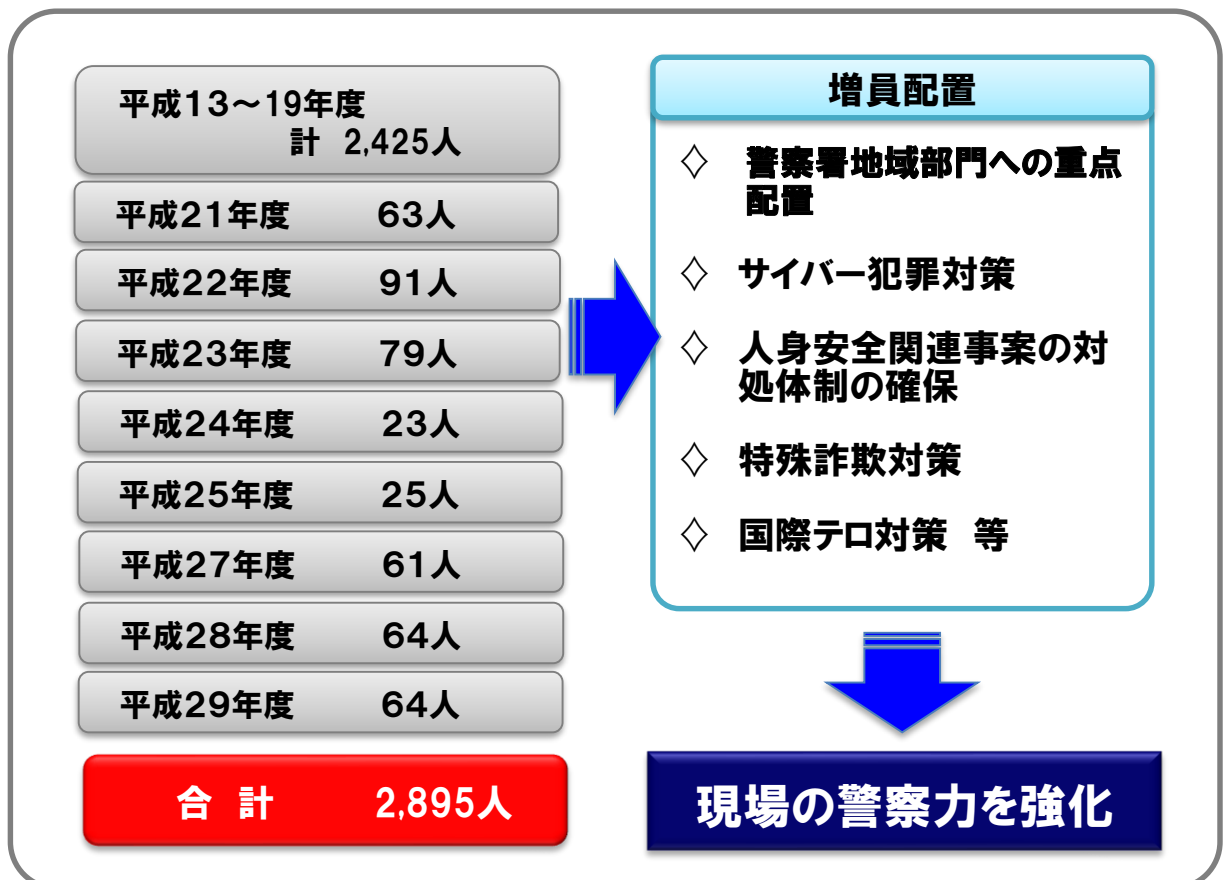 平成13～19年度
計 2,425人
平成21年度 63人
平成22年度 91人
平成23年度 79人
平成24年度 23人
平成25年度 25人
平成27年度 61人
平成28年度 64人
平成29年度 64人
合 計 2,895人
増員配置
◇ 警察署地域部門への重点
配置
◇ サイバー犯罪対策
◇ 人身安全関連事案の対
処体制の確保
◇ 特殊詐欺対策
◇ 国際テロ対策 等
現場の警察力を強化